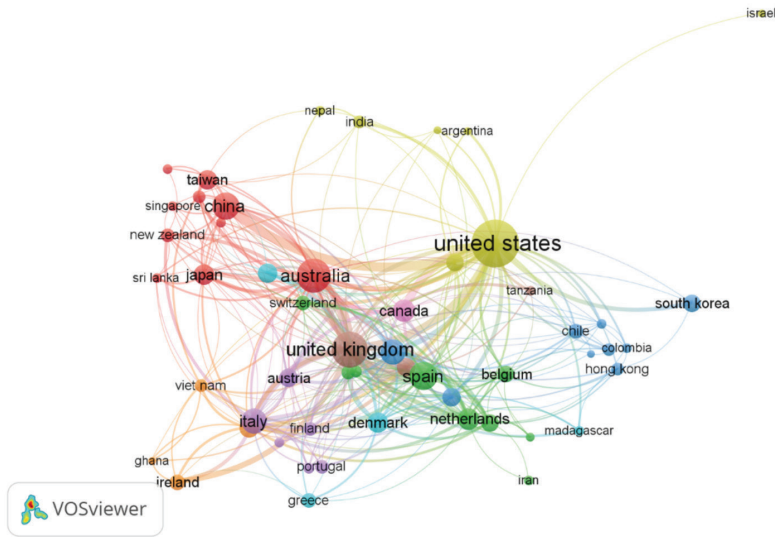 israel
nepal
india
argentina
taiwan
singapore
china
new zealand
united states
sri lanka
japan
australia
switzerland
tanzania
canada
south korea
chile
united kingdom
colombia
hong kong
viet nam
austria
spain
belgium
italy
finland
denmark
netherlands
madagascar
ghana
portugal
ireland
iran
greece
VOSviewer